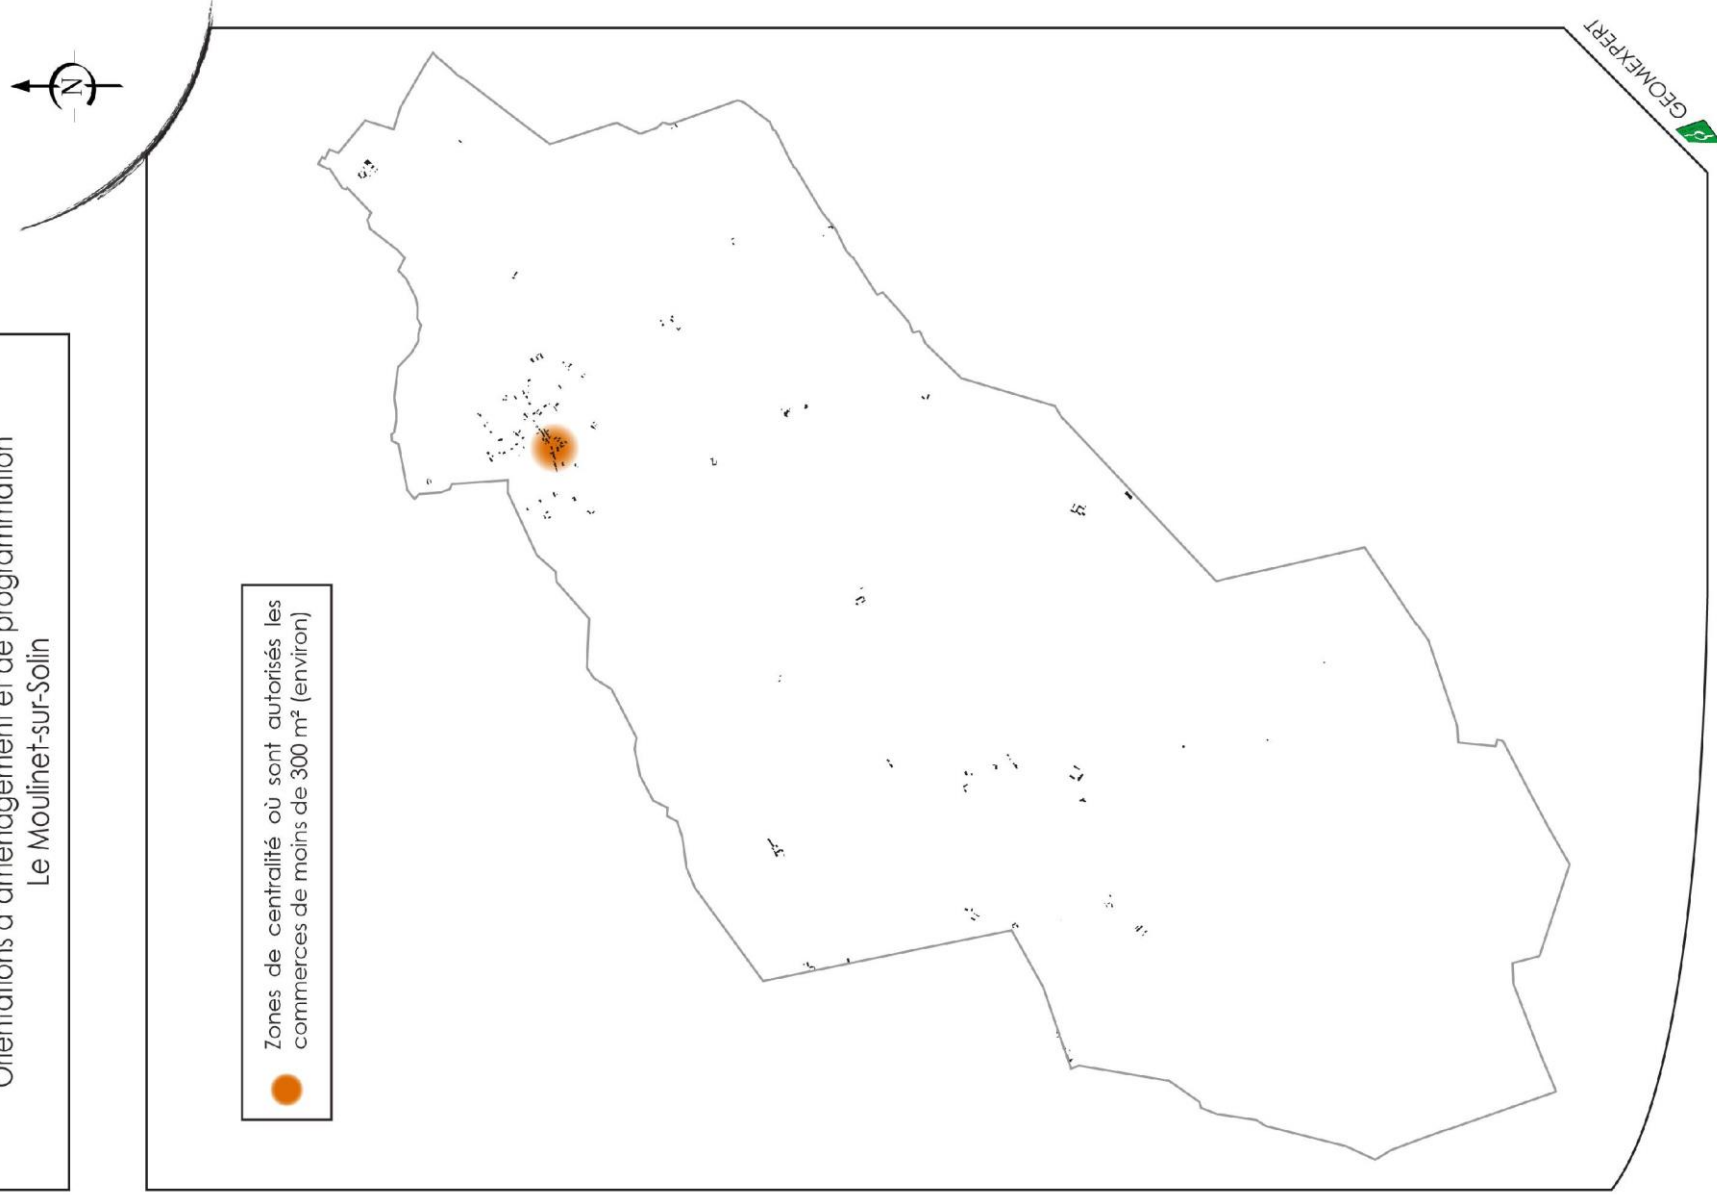 Orientations d'aménagement et de programmation
Le Moulinet-sur-Solin
N
Zones de centralité où sont autorisés les
commerces de moins de 300 m² (environ)
GEOMEXPERT